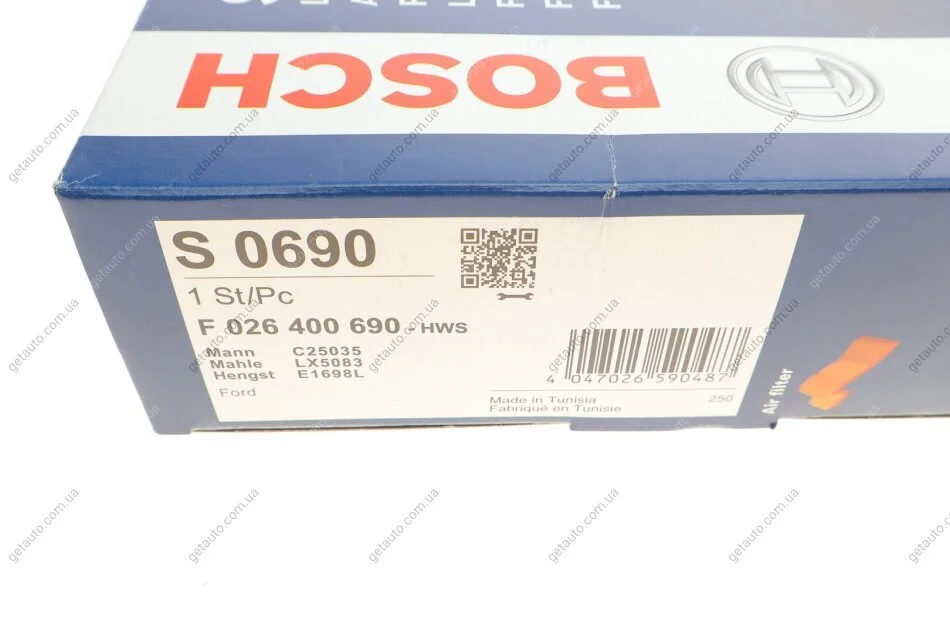 BOSCH
S 0690
1 St/Pc
F 026 400 690 - HWS
Mann C25035
Mahle LX5083
Hengst E1698L
Ford
4 047026 590487
Made in Tunisia
Fabriqué en Tunisie
250
Air filter
getauto.com.ua